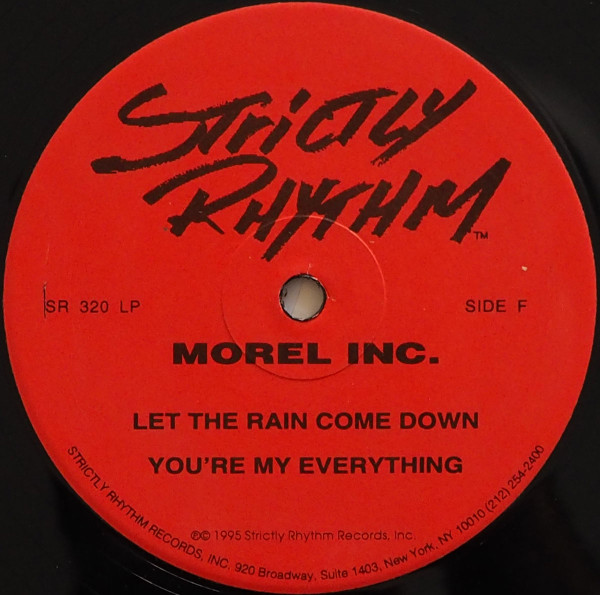 STRICTLY
RHYTHM
™
SR 320 LP
SIDE F
MOREL INC.
LET THE RAIN COME DOWN
YOU'RE MY EVERYTHING
℗© 1995 Strictly Rhythm Records, Inc.
STRICTLY RHYTHM RECORDS, INC, 920 Broadway, Suite 1403, New York, NY 10010 (212) 254-2400